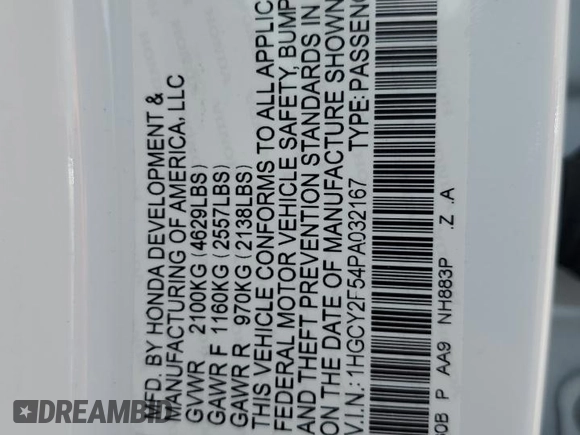 MFD. BY HONDA DEVELOPMENT &
MANUFACTURING OF AMERICA, LLC
GVWR 2100KG (4629LBS)
GAWR F 1160KG (2557LBS)
GAWR R 970KG (2138LBS)
THIS VEHICLE CONFORMS TO ALL APPLIC
FEDERAL MOTOR VEHICLE SAFETY, BUMP
AND THEFT PREVENTION STANDARDS IN
ON THE DATE OF MANUFACTURE SHOWN
V.I.N.: 1HGCY2F54PA032167 TYPE: PASSENG
P AA9 NH883P .Z .A
DREAMBID